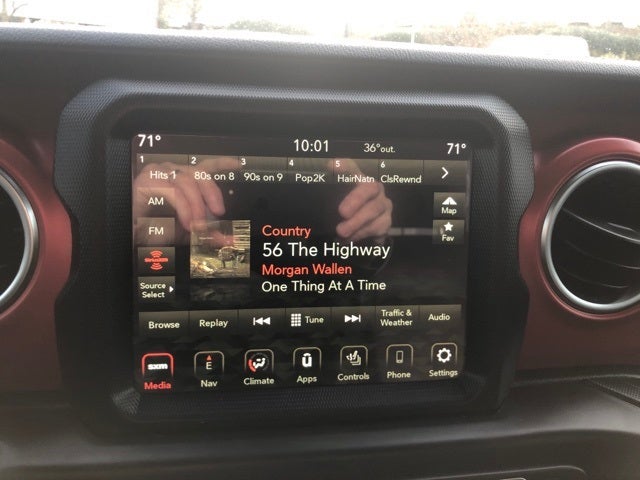 71° 10:01 36°out. 71°
1 2 3 4 5 6
Hits 1 80s on 8 90s on 9 Pop2K HairNatn ClsRewnd
AM
FM
SiriusXM
Source
Select
Map
Fav
Country
56 The Highway
Morgan Wallen
One Thing At A Time
Browse Replay Tune Traffic & Weather Audio
sxm E
Media Nav Climate Apps Controls Phone Settings